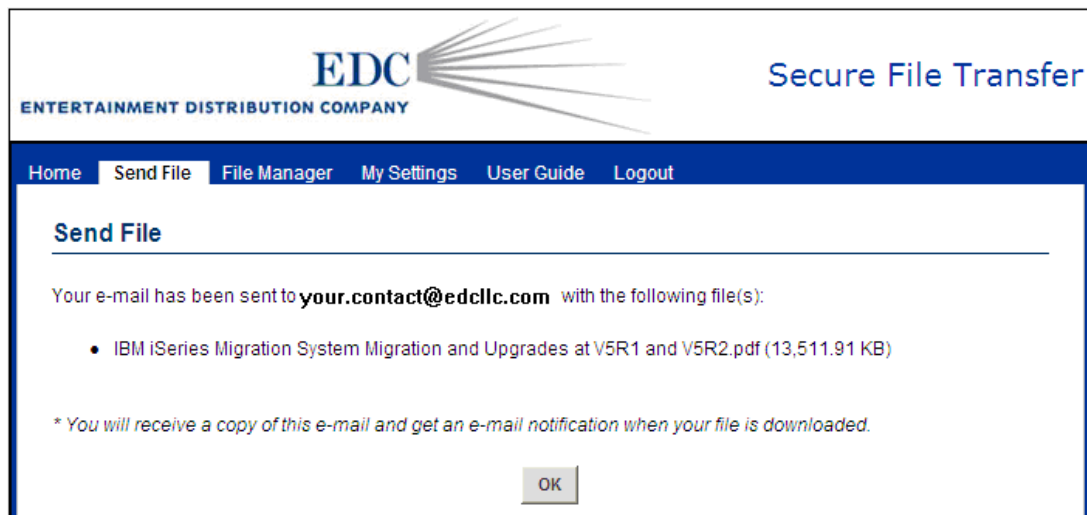 EDC
ENTERTAINMENT DISTRIBUTION COMPANY
Secure File Transfer
Home Send File File Manager My Settings User Guide Logout
Send File
Your e-mail has been sent to your.contact@edcllc.com with the following file(s):
• IBM iSeries Migration System Migration and Upgrades at V5R1 and V5R2.pdf (13,511.91 KB)
* You will receive a copy of this e-mail and get an e-mail notification when your file is downloaded.
OK